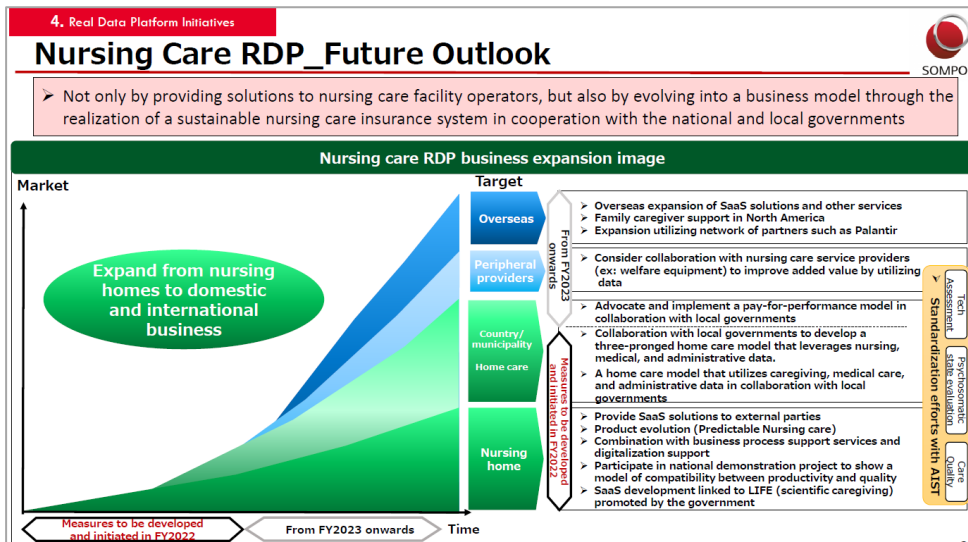 4. Real Data Platform Initiatives
Nursing Care RDP_Future Outlook
SOMPO
➤ Not only by providing solutions to nursing care facility operators, but also by evolving into a business model through the
realization of a sustainable nursing care insurance system in cooperation with the national and local governments
Nursing care RDP business expansion image
Market
Target
Expand from nursing
homes to domestic
and international
business
Overseas
Peripheral
providers
Country/
municipality
Home care
Nursing
home
From FY2023
onwards
Measures to be developed
and initiated in FY2022
➤ Overseas expansion of SaaS solutions and other services
➤ Family caregiver support in North America
➤ Expansion utilizing network of partners such as Palantir
➤ Consider collaboration with nursing care service providers
(ex: welfare equipment) to improve added value by utilizing
data
➤ Advocate and implement a pay-for-performance model in
collaboration with local governments
➤ Collaboration with local governments to develop a
three-pronged home care model that leverages nursing,
medical, and administrative data.
➤ A home care model that utilizes caregiving, medical care,
and administrative data in collaboration with local
governments
➤ Provide SaaS solutions to external parties
➤ Product evolution (Predictable Nursing care)
➤ Combination with business process support services and
digitalization support
➤ Participate in national demonstration project to show a
model of compatibility between productivity and quality
➤ SaaS development linked to LIFE (scientific caregiving)
promoted by the government
➤ Standardization efforts with AIST
Tech
Assessment
Psychosomatic
state evaluation
Care
Quality
Measures to be developed
and initiated in FY2022
From FY2023 onwards
Time